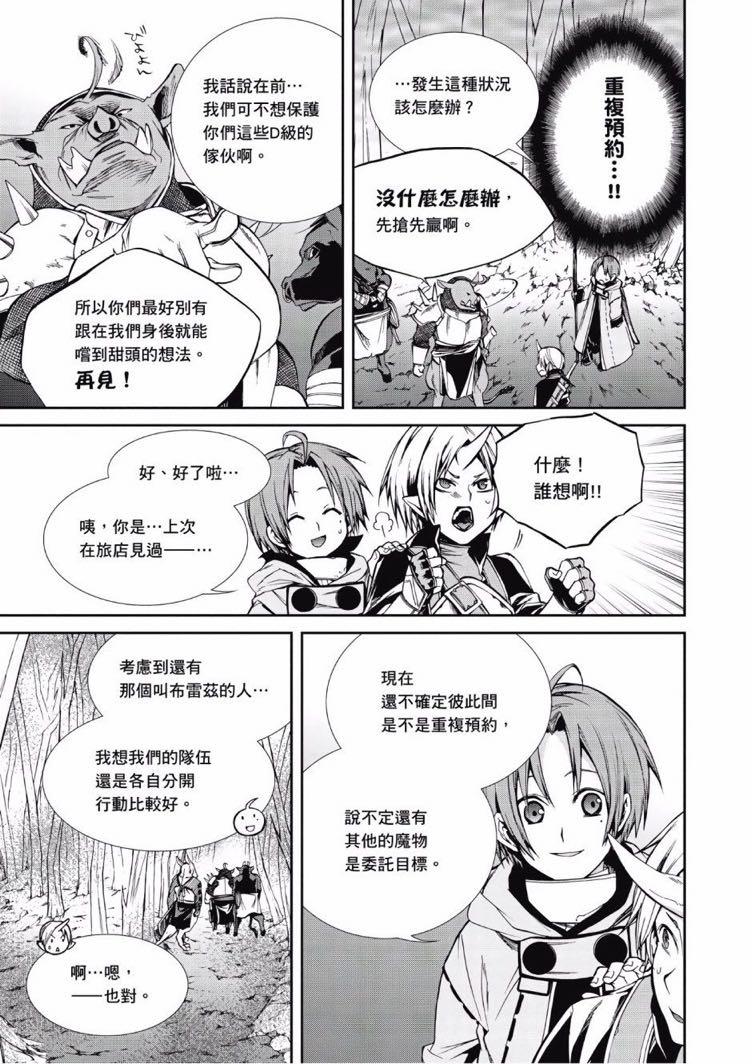 重複預約…!!
…發生這種狀況
該怎麼辦？
沒什麼怎麼辦，
先搶先贏啊。
ぴよよ〜
我話說在前…
我們可不想保護
你們這些D級的
傢伙啊。
所以你們最好別有
跟在我們身後就能
嚐到甜頭的想法。
再見！
什麼！
誰想啊!!
好、好了啦…
咦，你是…上次
在旅店見過——…
現在
還不確定彼此間
是不是重複預約，
說不定還有
其他的魔物
是委託目標。
考慮到還有
那個叫布雷茲的人…
我想我們的隊伍
還是各自分開
行動比較好。
啊…嗯，
——也對。